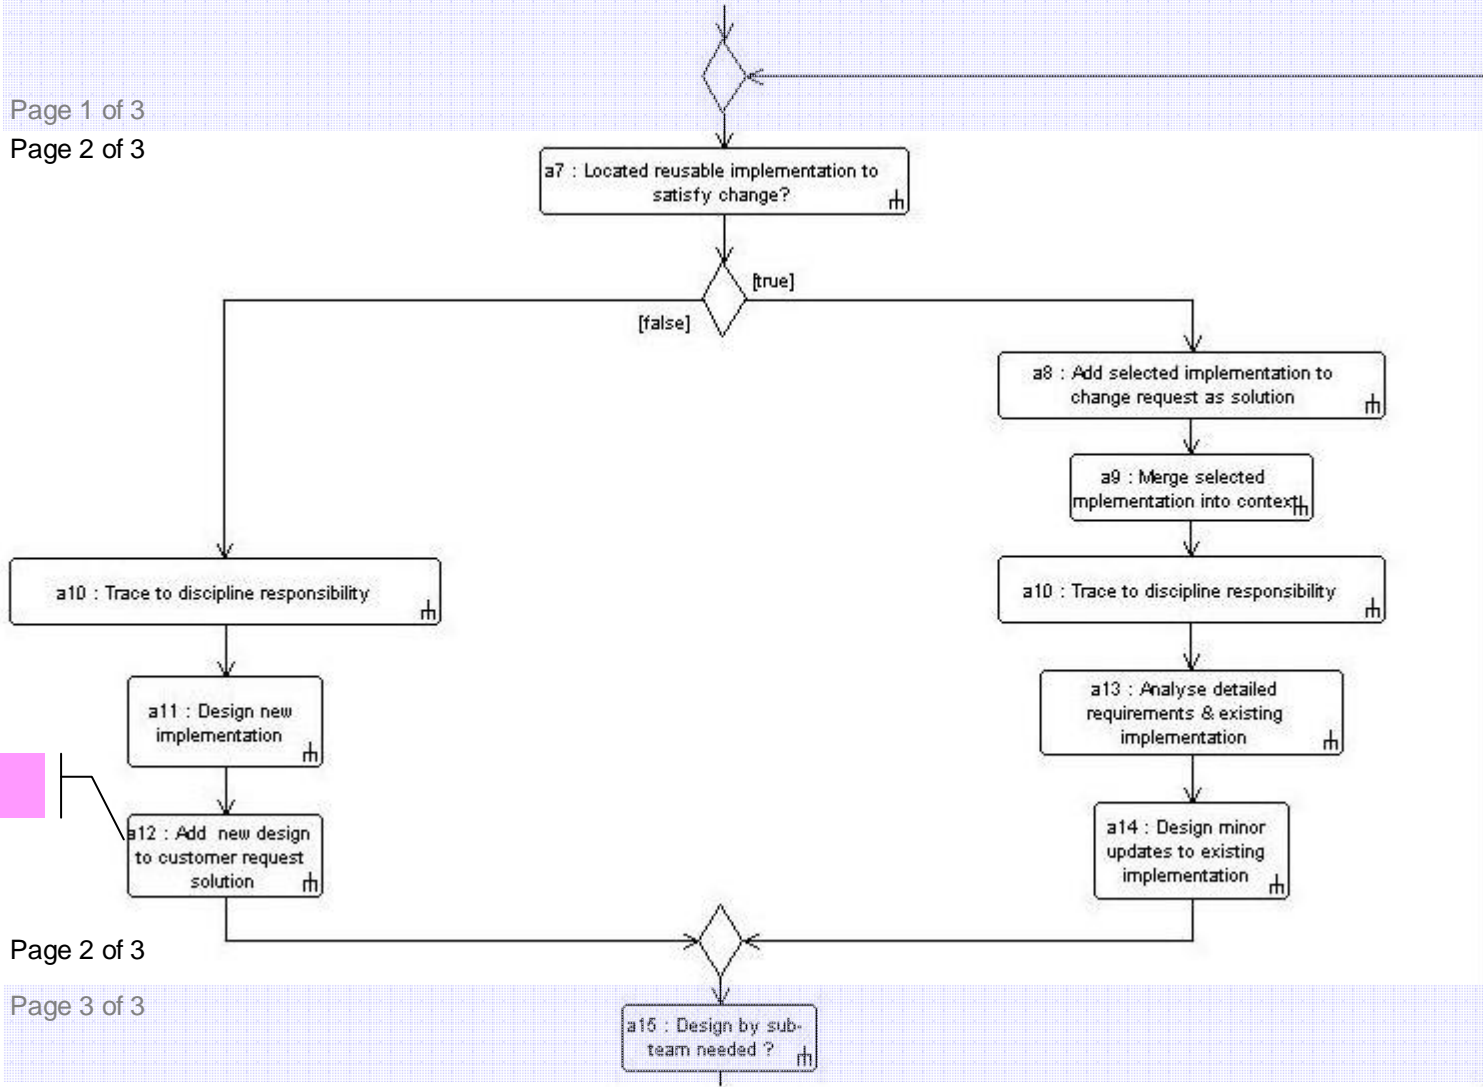 Page 1 of 3
Page 2 of 3
a7 : Located reusable implementation to
satisfy change?
[true]
[false]
a8 : Add selected implementation to
change request as solution
a9 : Merge selected
mplementation into context
a10 : Trace to discipline responsibility
a10 : Trace to discipline responsibility
a11 : Design new
implementation
a13 : Analyse detailed
requirements & existing
implementation
a12 : Add new design
to customer request
solution
a14 : Design minor
updates to existing
implementation
Page 2 of 3
Page 3 of 3
a15 : Design by sub-
team needed ?